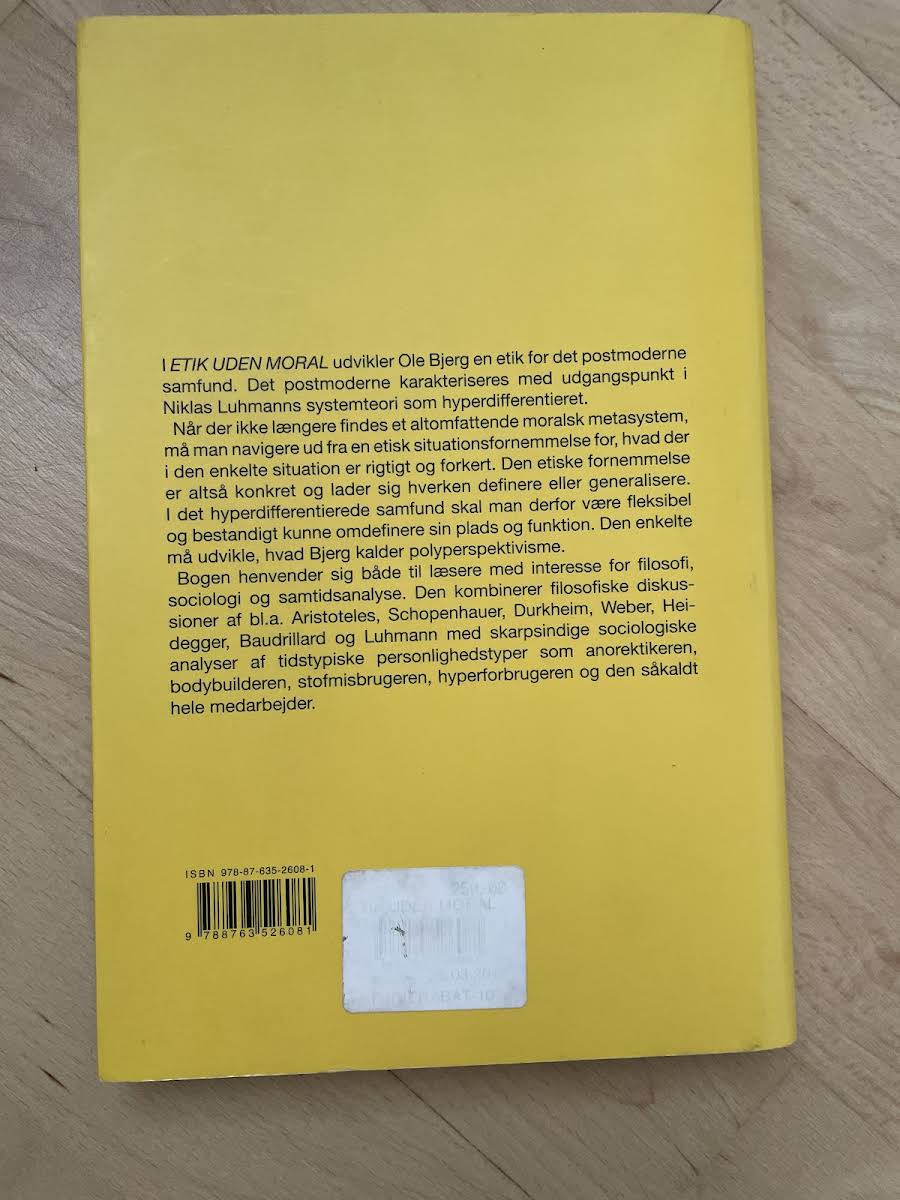 I ETIK UDEN MORAL udvikler Ole Bjerg en etik for det postmoderne
samfund. Det postmoderne karakteriseres med udgangspunkt i
Niklas Luhmanns systemteori som hyperdifferentieret.
Når der ikke længere findes et altomfattende moralsk metasystem,
må man navigere ud fra en etisk situationsfornemmelse for, hvad der
i den enkelte situation er rigtigt og forkert. Den etiske fornemmelse
er altså konkret og lader sig hverken definere eller generalisere.
I det hyperdifferentierede samfund skal man derfor være fleksibel
og bestandigt kunne omdefinere sin plads og funktion. Den enkelte
må udvikle, hvad Bjerg kalder polyperspektivisme.
Bogen henvender sig både til læsere med interesse for filosofi,
sociologi og samtidsanalyse. Den kombinerer filosofiske diskus-
sioner af bl.a. Aristoteles, Schopenhauer, Durkheim, Weber, Hei-
degger, Baudrillard og Luhmann med skarpsindige sociologiske
analyser af tidstypiske personlighedstyper som anorektikeren,
bodybuilderen, stofmisbrugeren, hyperforbrugeren og den såkaldt
hele medarbejder.
ISBN 978-87-635-2608-1
9 788763 526081
MORAL